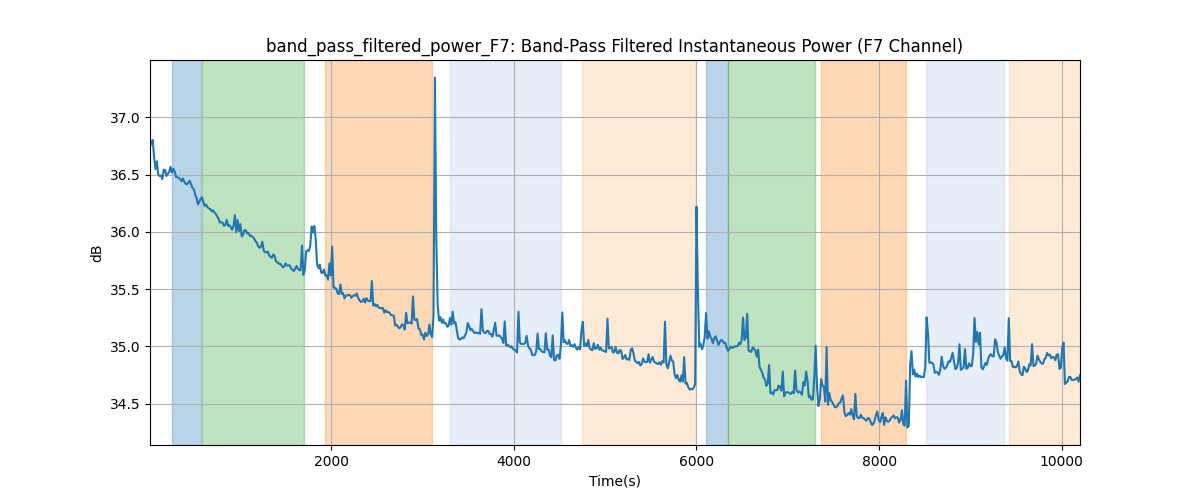 band_pass_filtered_power_F7: Band-Pass Filtered Instantaneous Power (F7 Channel)
37.0
36.5
36.0
35.5
35.0
34.5
dB
2000 4000 6000 8000 10000
Time(s)